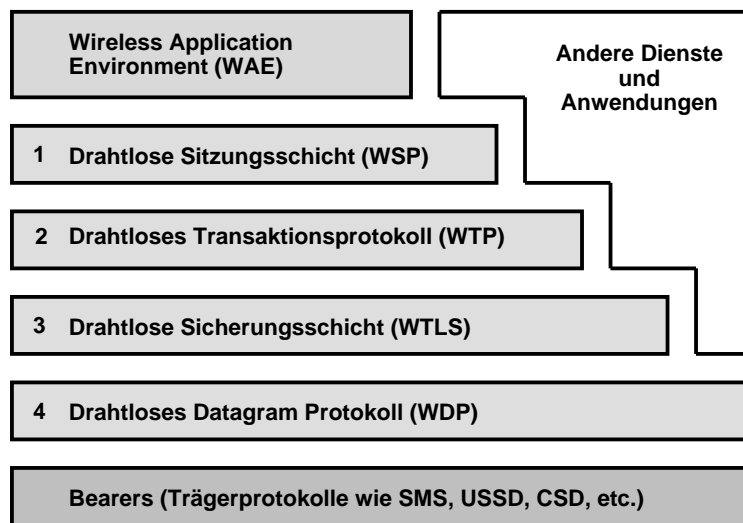 Wireless Application
Environment (WAE)
Andere Dienste
und
Anwendungen
1 Drahtlose Sitzungsschicht (WSP)
2 Drahtloses Transaktionsprotokoll (WTP)
3 Drahtlose Sicherungsschicht (WTLS)
4 Drahtloses Datagram Protokoll (WDP)
Bearers (Trägerprotokolle wie SMS, USSD, CSD, etc.)